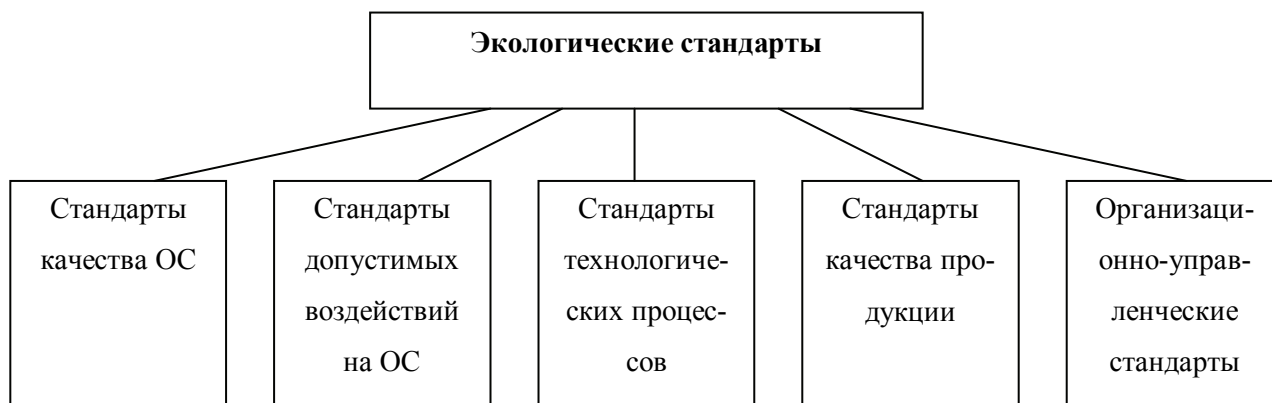 Экологические стандарты
Стандарты
качества ОС
Стандарты
допустимых
воздействий
на ОС
Стандарты
технологиче-
ских процес-
сов
Стандарты
качества про-
дукции
Организаци-
онно-управ-
ленческие
стандарты